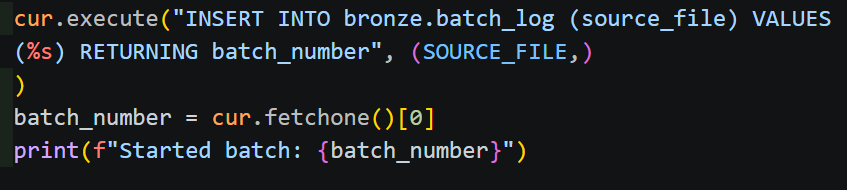 cur.execute("INSERT INTO bronze.batch_log (source_file) VALUES
(%s) RETURNING batch_number", (SOURCE_FILE,)
)
batch_number = cur.fetchone()[0]
print(f"Started batch: {batch_number}")